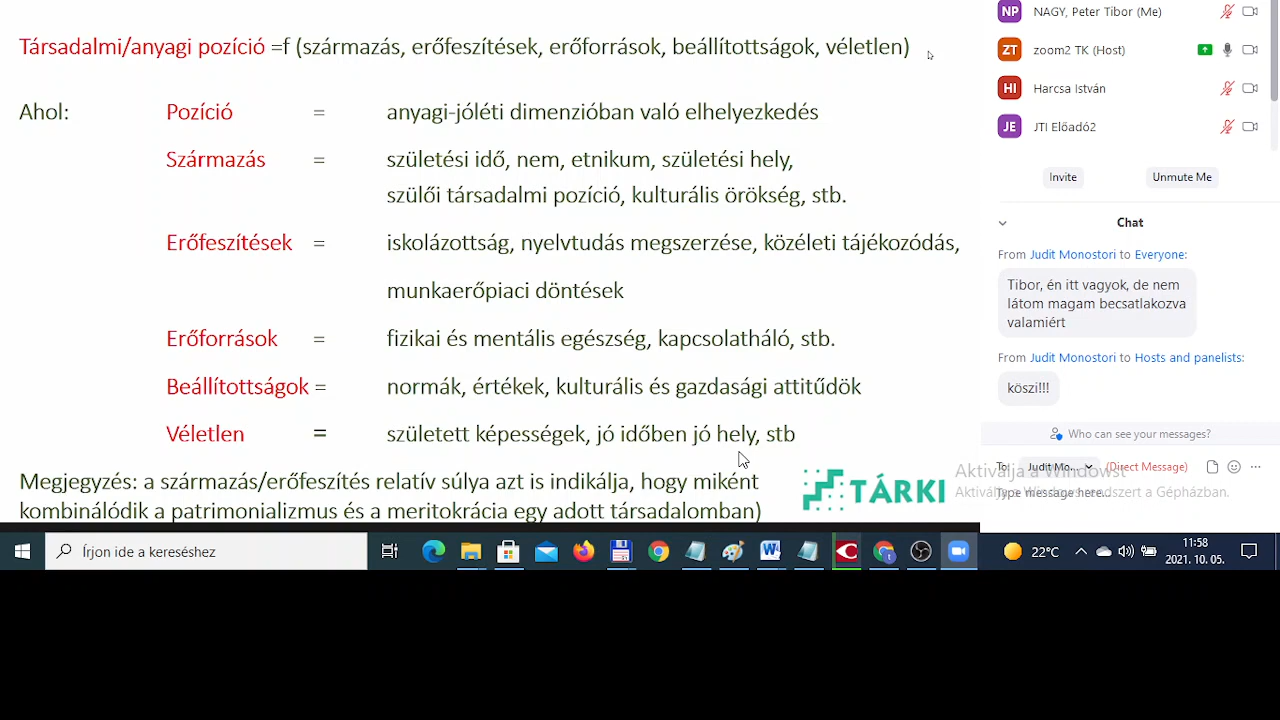 Társadalmi/anyagi pozíció =f (származás, erőfeszítések, erőforrások, beállítottságok, véletlen)
Ahol: Pozíció = anyagi-jóléti dimenzióban való elhelyezkedés
Származás = születési idő, nem, etnikum, születési hely,
szülői társadalmi pozíció, kulturális örökség, stb.
Erőfeszítések = iskolázottság, nyelvtudás megszerzése, közéleti tájékozódás,
munkaerőpiaci döntések
Erőforrások = fizikai és mentális egészség, kapcsolatháló, stb.
Beállítottságok = normák, értékek, kulturális és gazdasági attitűdök
Véletlen = született képességek, jó időben jó hely, stb
Megjegyzés: a származás/erőfeszítés relatív súlya azt is indikálja, hogy miként
kombinálódik a patrimonializmus és a meritokrácia egy adott társadalomban)
TÁRKI
NP NAGY, Peter Tibor (Me)
ZT zoom2 TK (Host)
HI Harcsa István
JE JTI Előadó2
Invite Unmute Me
Chat
From Judit Monostori to Everyone:
Tibor, én itt vagyok, de nem
látom magam becsatlakozva
valamiért
From Judit Monostori to Hosts and panelists:
köszi!!!
Who can see your messages?
To: Judit Mo... (Direct Message)
Aktiválja a Windowst
Type message here...
Írjon ide a kereséshez
22°C
11:58
2021. 10. 05.